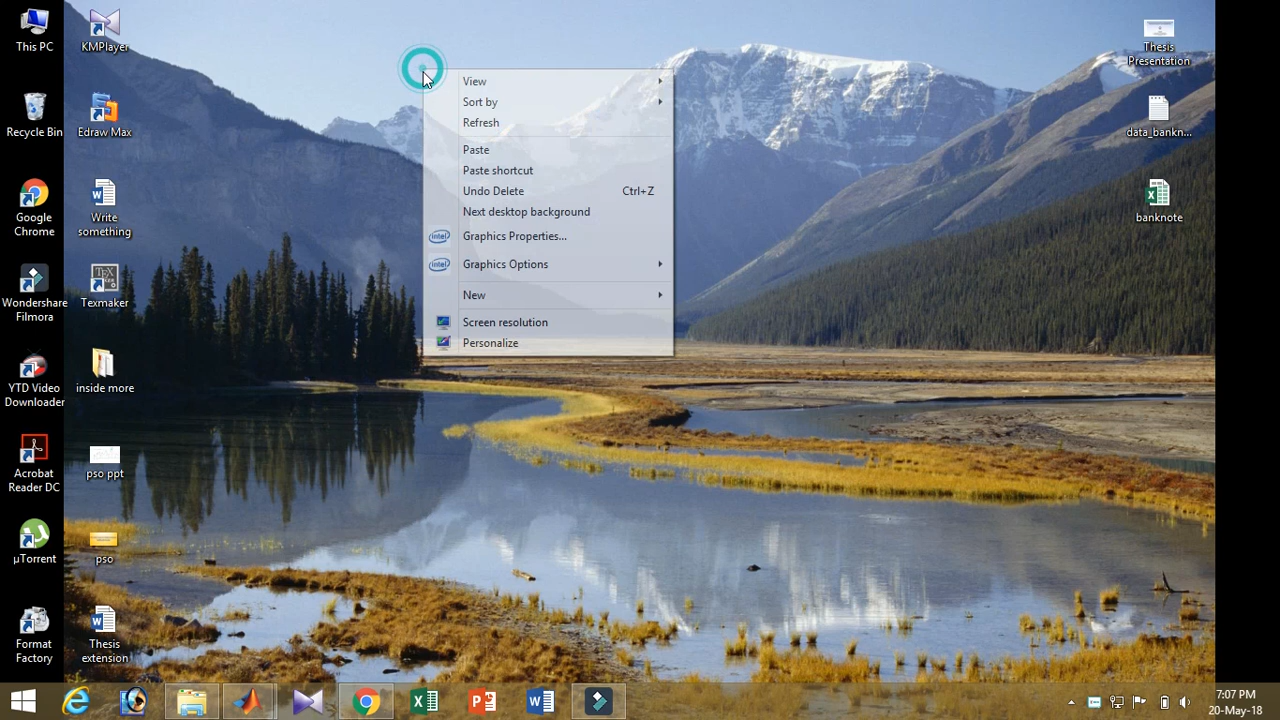 This PC
KMPlayer
Recycle Bin
Edraw Max
Google
Chrome
Write
something
Wondershare
Filmora
Texmaker
YTD Video
Downloader
inside more
Acrobat
Reader DC
pso ppt
µTorrent
pso
Format
Factory
Thesis
extension
View
Sort by
Refresh
Paste
Paste shortcut
Undo Delete Ctrl+Z
Next desktop background
Graphics Properties...
Graphics Options
New
Screen resolution
Personalize
Thesis
Presentation
data_bankn...
banknote
7:07 PM
20-May-18